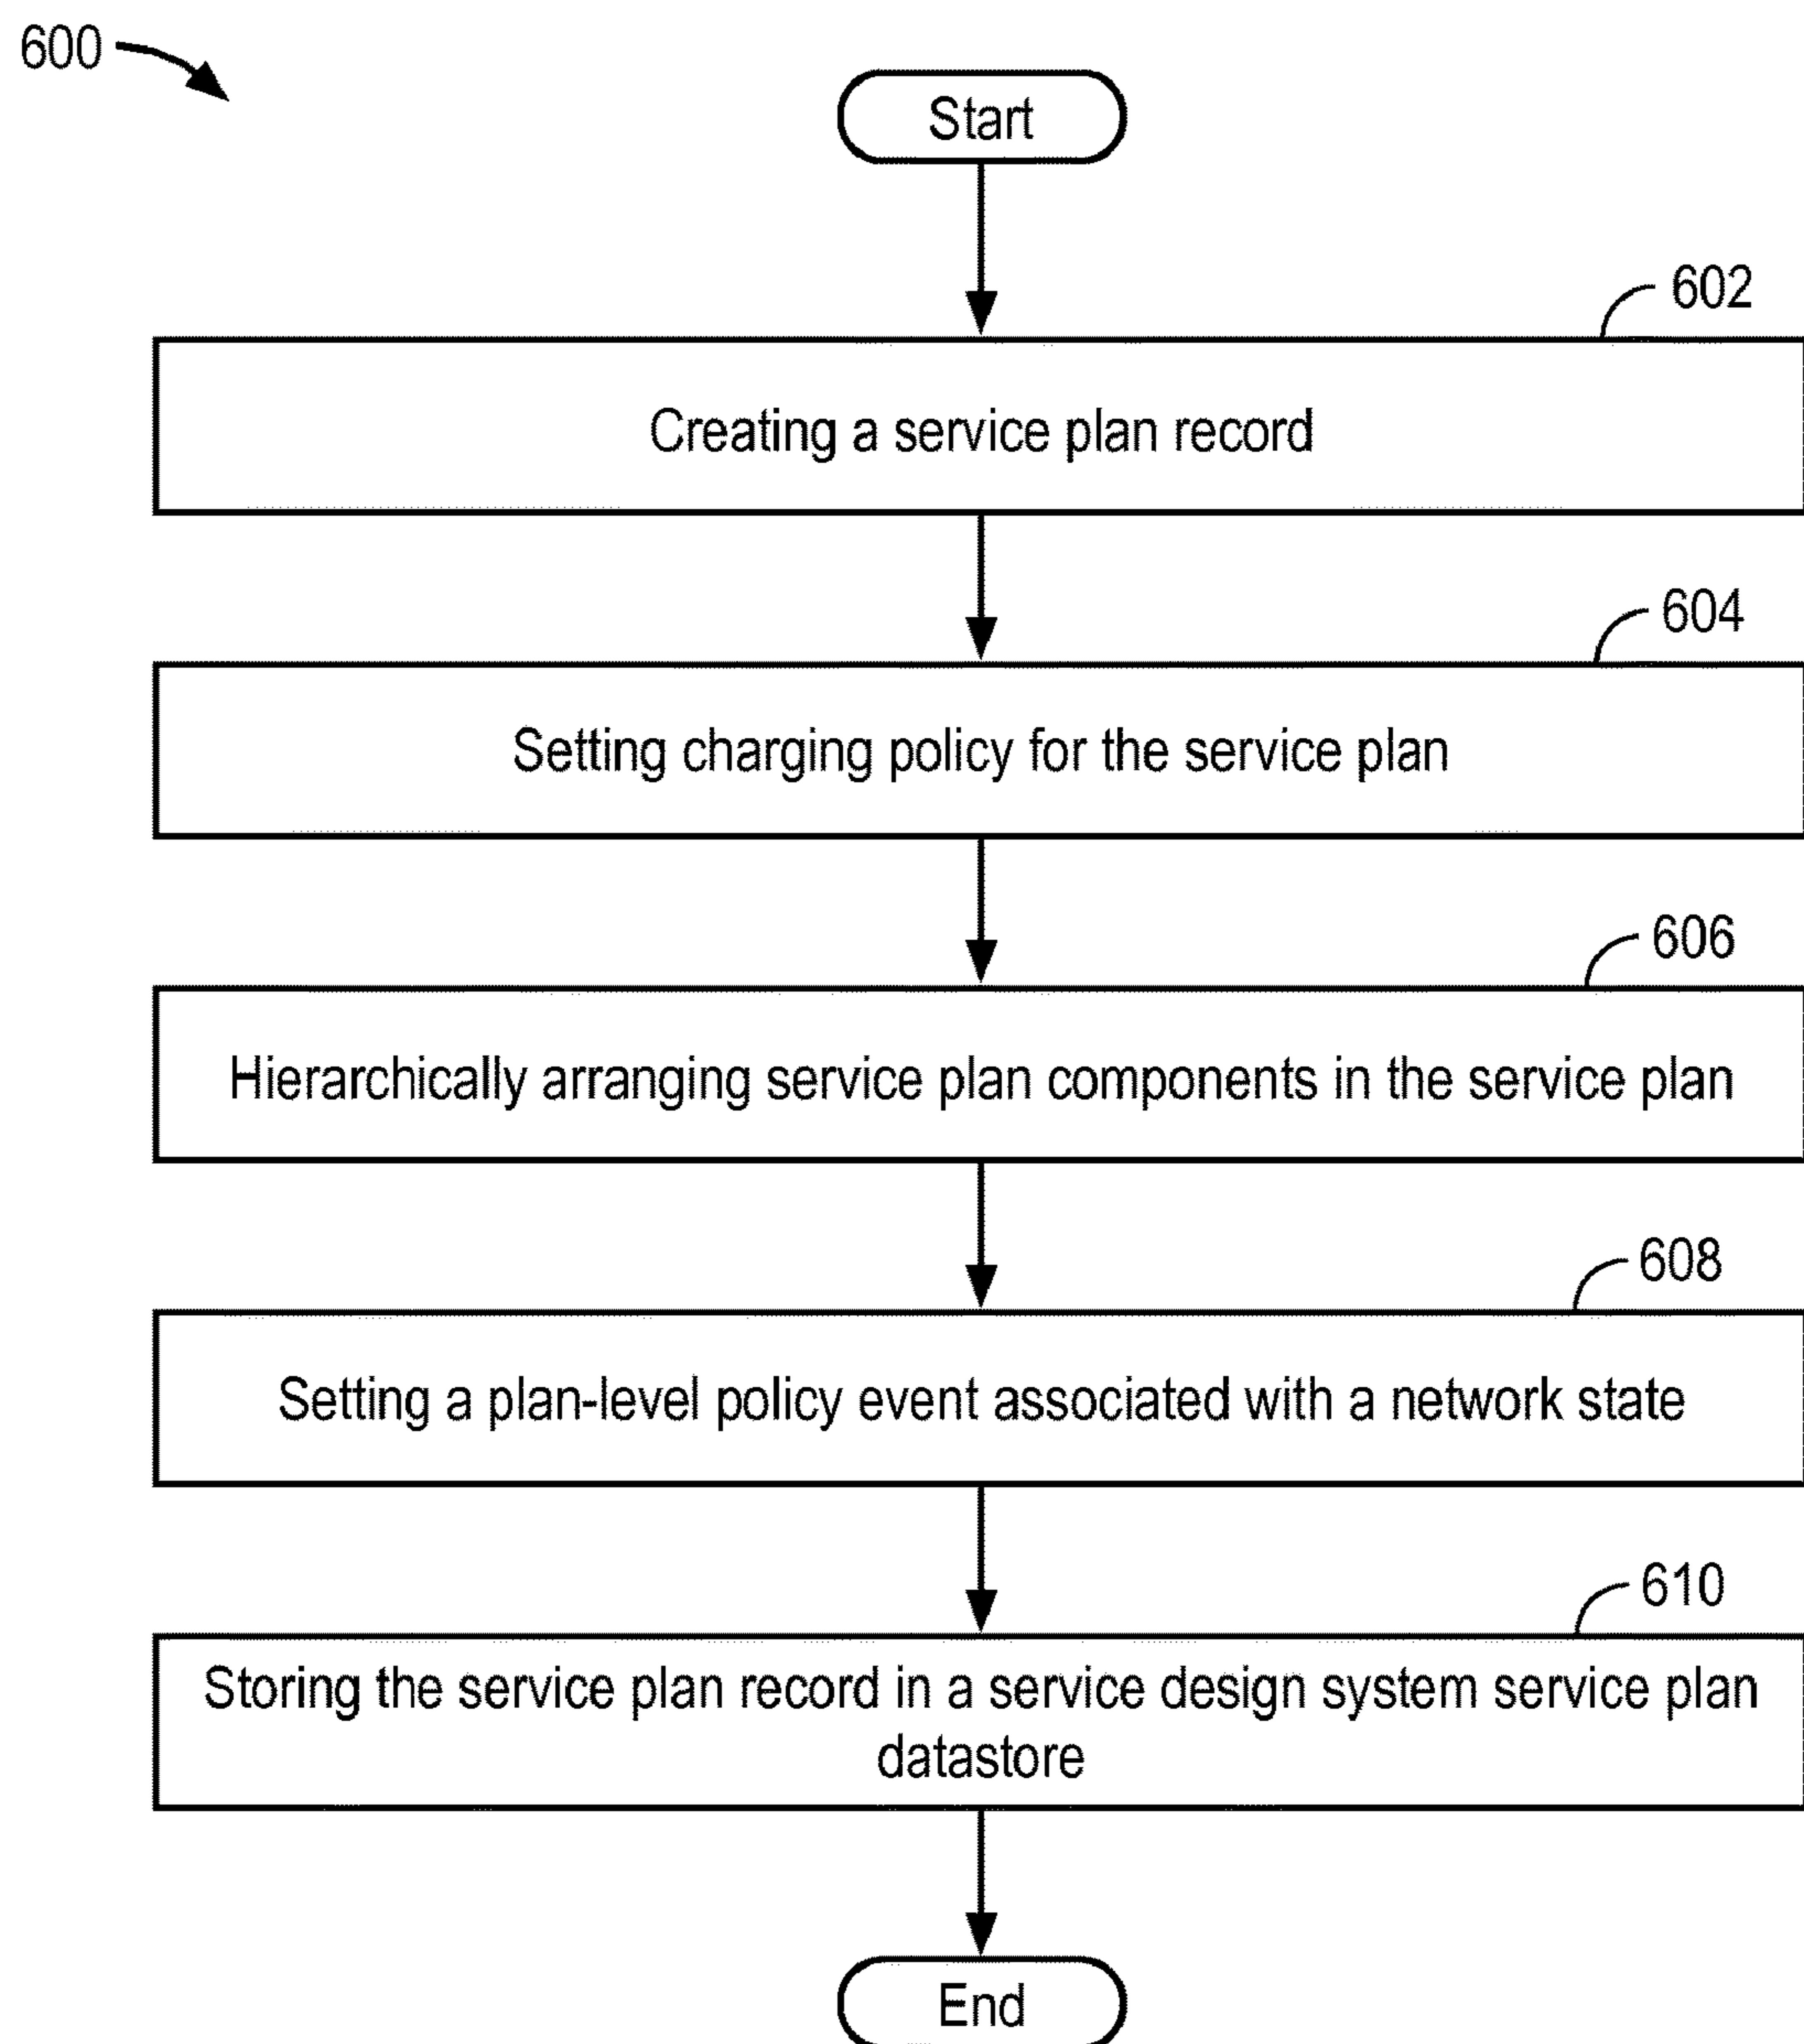 600
Start
602
Creating a service plan record
604
Setting charging policy for the service plan
606
Hierarchically arranging service plan components in the service plan
608
Setting a plan-level policy event associated with a network state
610
Storing the service plan record in a service design system service plan
datastore
End